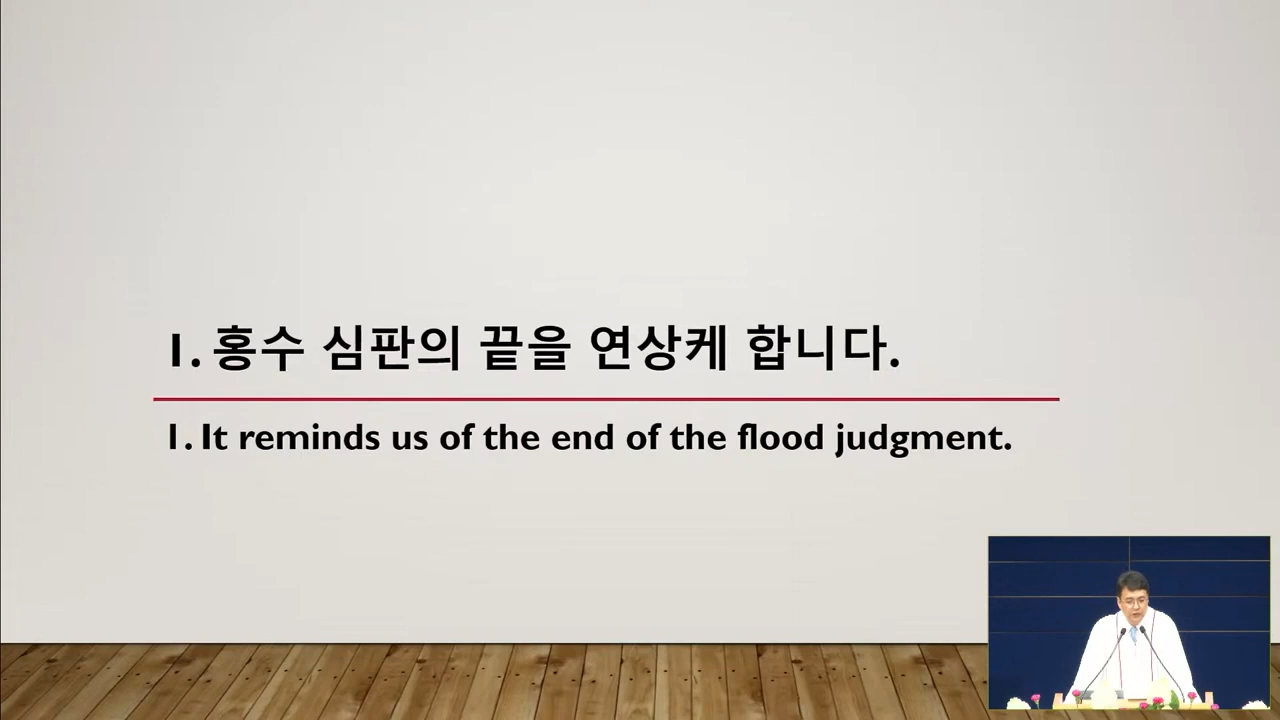 1. 홍수 심판의 끝을 연상케 합니다.
1. It reminds us of the end of the flood judgment.